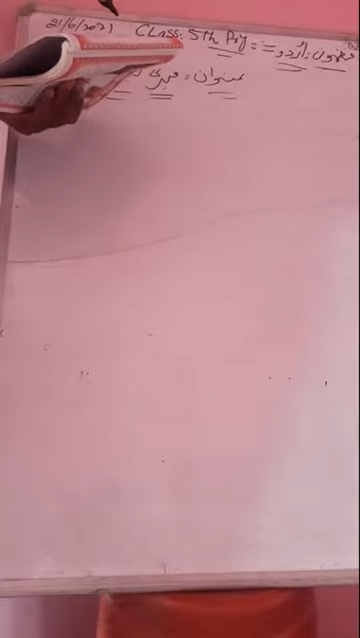 21/6/2021 CLASS: 5th Pry = مضمون = اردو =
عنوان = میری